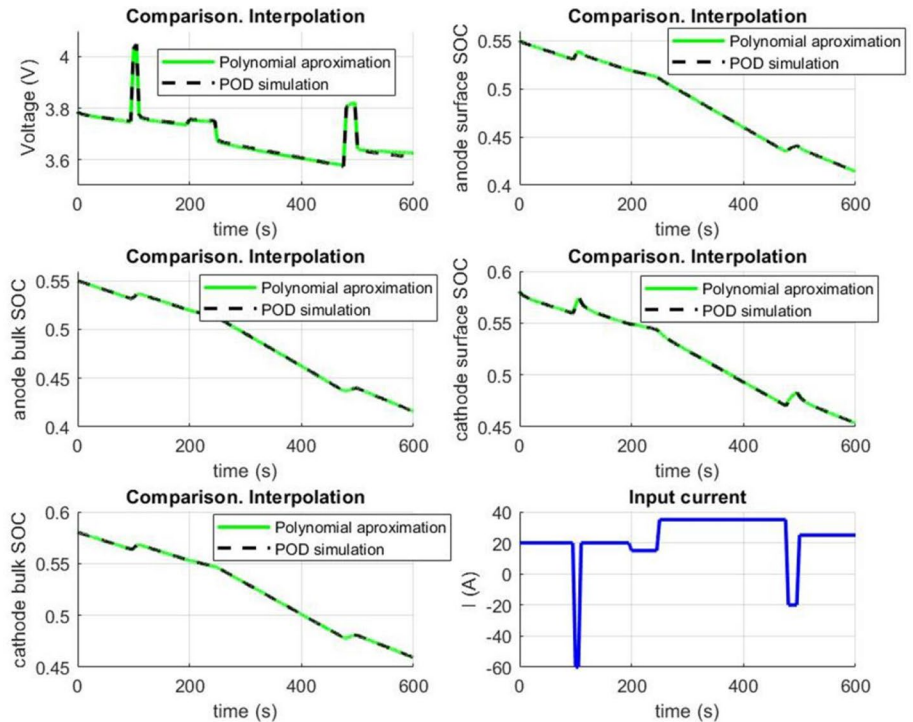 Comparison. Interpolation
4
3.8
3.6
Voltage (V)
Polynomial aproximation
POD simulation
0 200 400 600
time (s)
Comparison. Interpolation
0.55
0.5
0.45
0.4
anode surface SOC
Polynomial aproximation
POD simulation
0 200 400 600
time (s)
Comparison. Interpolation
0.55
0.5
0.45
0.4
anode bulk SOC
Polynomial aproximation
POD simulation
0 200 400 600
time (s)
Comparison. Interpolation
0.6
0.55
0.5
0.45
cathode surface SOC
Polynomial aproximation
POD simulation
0 200 400 600
time (s)
Comparison. Interpolation
0.6
0.55
0.5
0.45
cathode bulk SOC
Polynomial aproximation
POD simulation
0 200 400 600
time (s)
Input current
40
20
0
-20
-40
-60
I (A)
0 200 400 600
time (s)